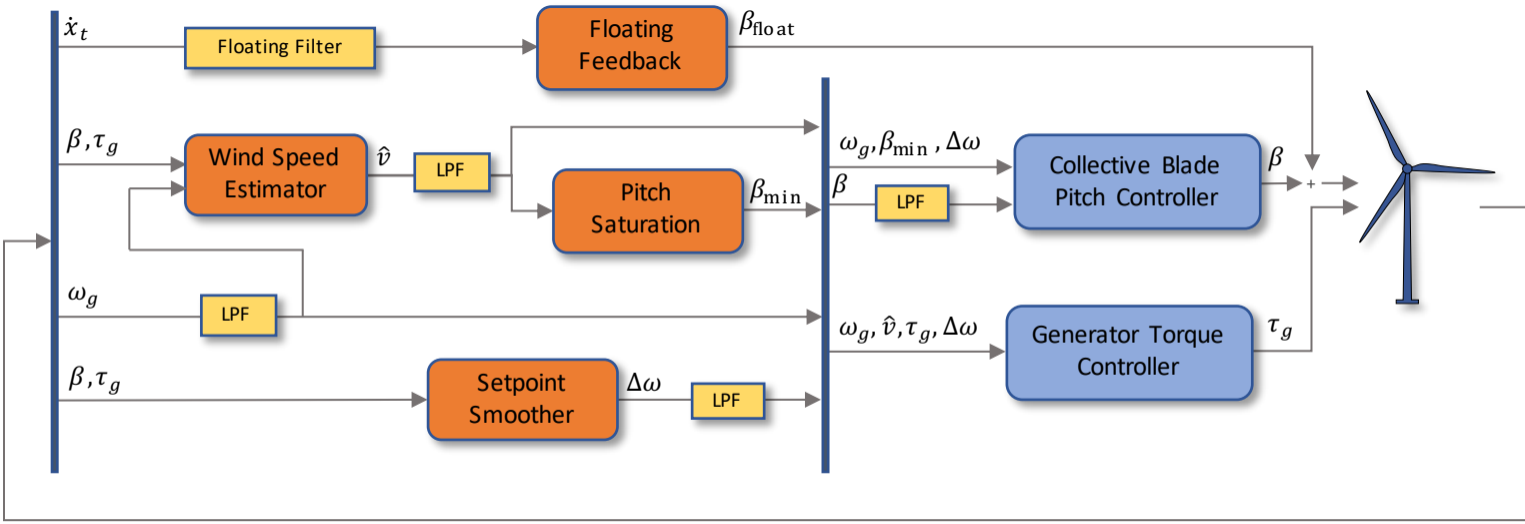 ẋₜ
Floating Filter
Floating
Feedback
β_float
β,τ_g
Wind Speed
Estimator
v̂
LPF
Pitch
Saturation
β_min
ω_g
LPF
β,τ_g
Setpoint
Smoother
Δω
LPF
ω_g,β_min , Δω
β
LPF
Collective Blade
Pitch Controller
β
+
ω_g, v̂,τ_g, Δω
Generator Torque
Controller
τ_g